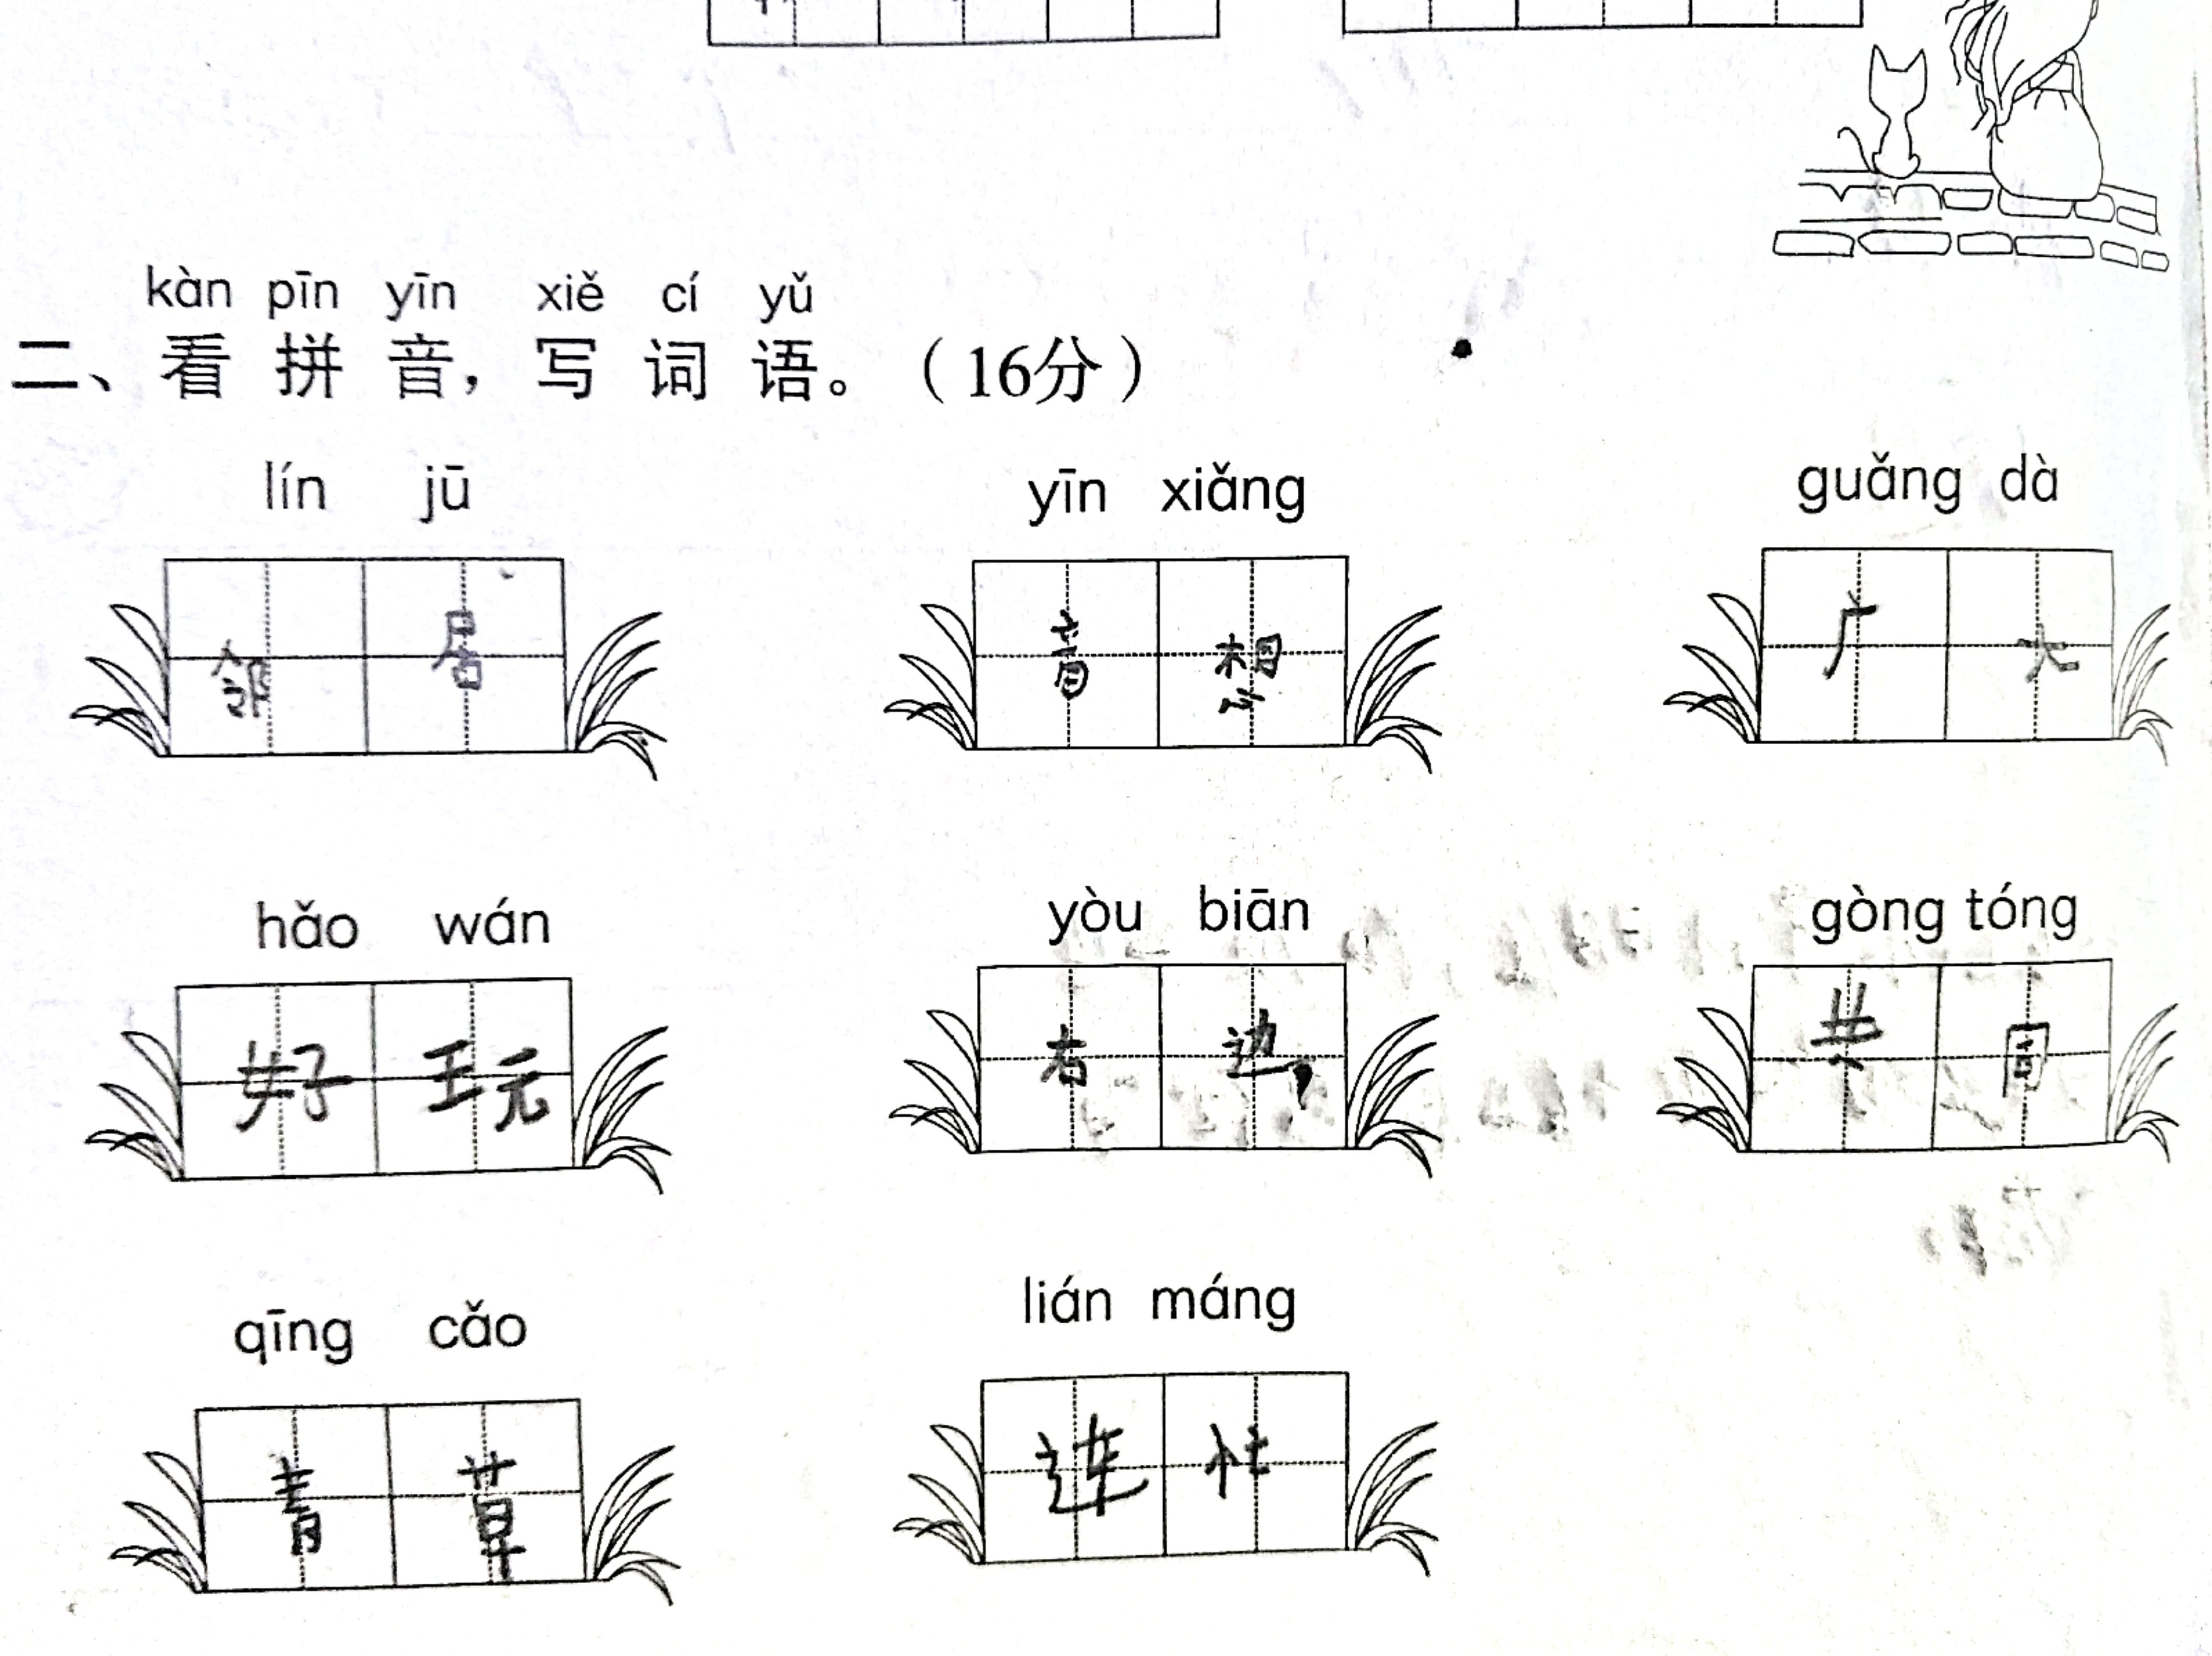 kàn pīn yīn xiě cí yǔ
二、看拼音，写词语。（16分）
lín jū yīn xiǎng guǎng dà
邻居 音想 广大
hǎo wán yòu biān gòng tóng
好玩 右边 共同
qīng cǎo lián máng
青草 连忙